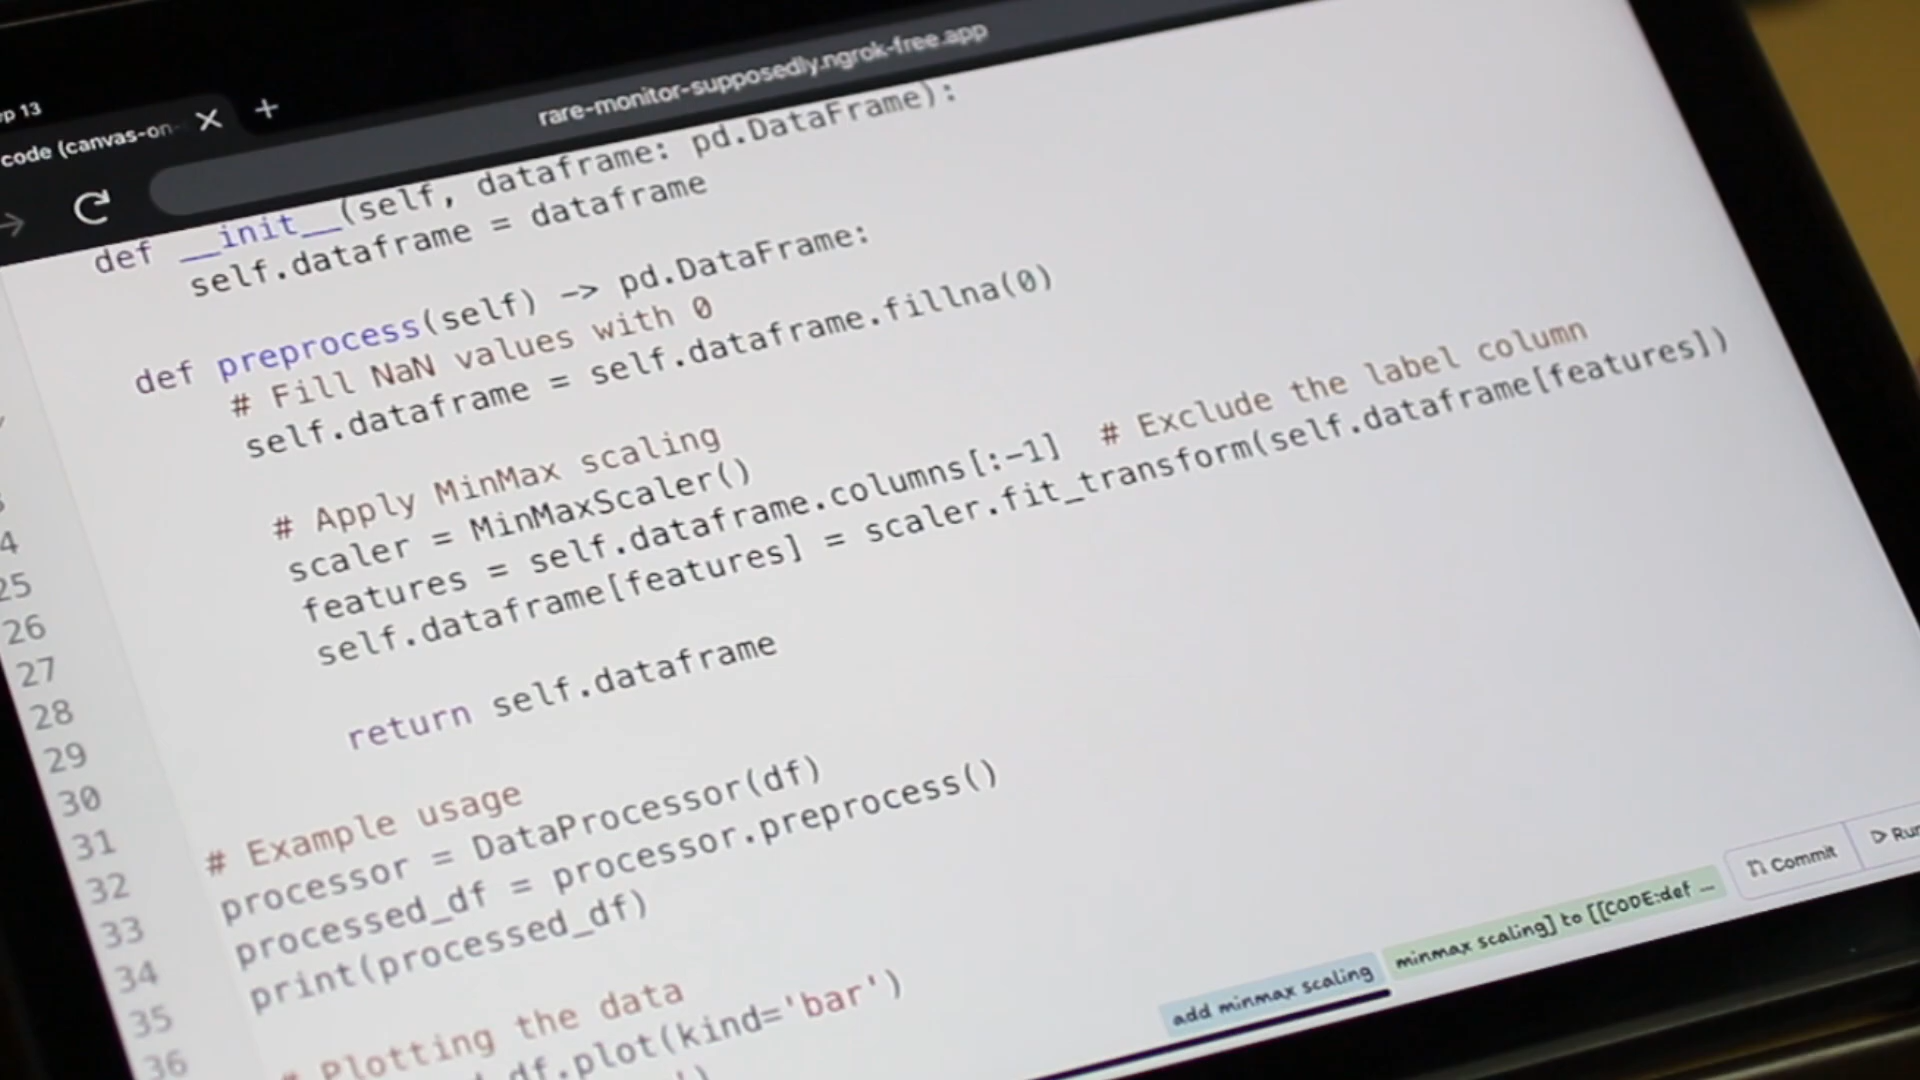 13
code (canvas-on-
rare-monitor-supposedly.ngrok-free.app
def __init__(self, dataframe: pd.DataFrame):
self.dataframe = dataframe
def preprocess(self) -> pd.DataFrame:
# Fill NaN values with 0
self.dataframe = self.dataframe.fillna(0)
# Apply MinMax scaling
scaler = MinMaxScaler()
features = self.dataframe.columns[:-1]  # Exclude the label column
self.dataframe[features] = scaler.fit_transform(self.dataframe[features])
return self.dataframe
# Example usage
processor = DataProcessor(df)
processed_df = processor.preprocess()
print(processed_df)
# Plotting the data
df.plot(kind='bar')
25
26
27
28
29
30
31
32
33
34
35
36
Commit
Run
minmax scaling] to [[CODE:def ...
add minmax scaling